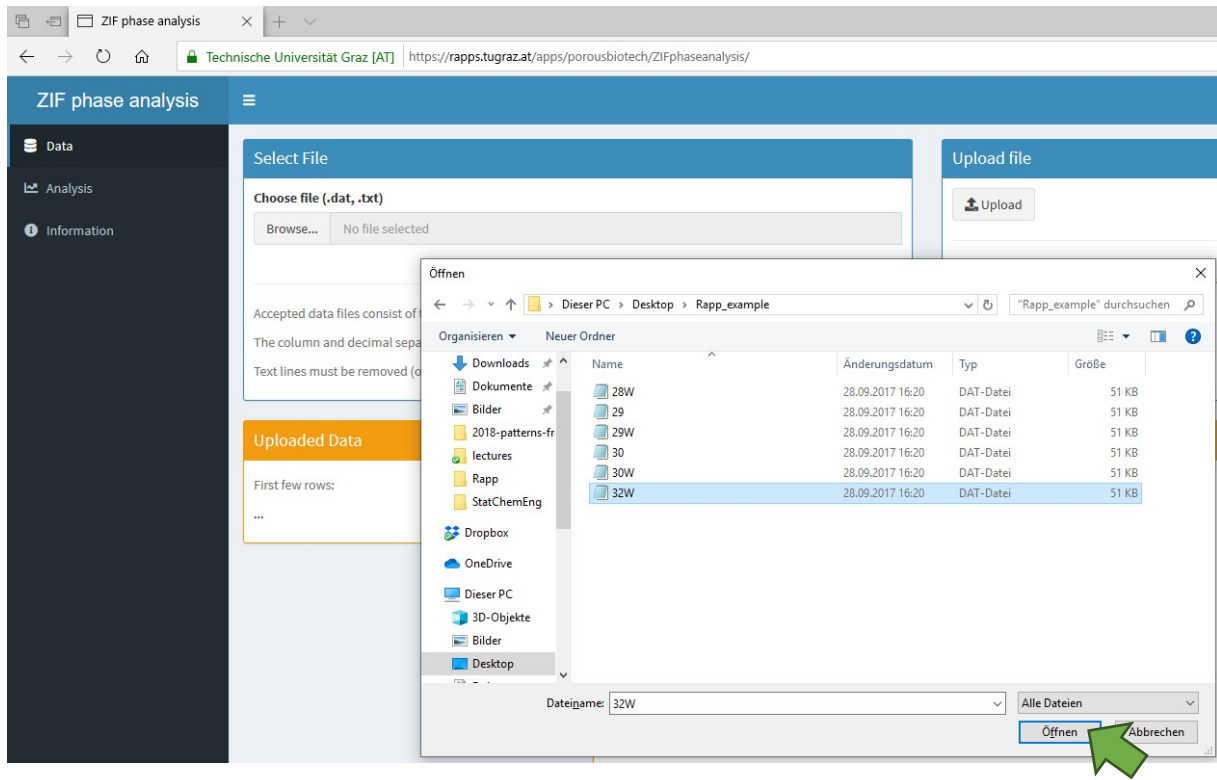 ZIF phase analysis
Technische Universität Graz [AT] https://rapps.tugraz.at/apps/porousbiotech/ZIFphaseanalysis/
ZIF phase analysis
Data
Analysis
Information
Select File
Choose file (.dat, .txt)
Browse... No file selected
Accepted data files consist of
The column and decimal
Text lines must be removed
Upload file
Upload
Uploaded Data
First few rows:
...
Öffnen
Dieser PC > Desktop > Rapp_example
"Rapp_example" durchsuchen
Organisieren Neuer Ordner
Downloads
Dokumente
Bilder
2018-patterns-fr
lectures
Rapp
StatChemEng
Dropbox
OneDrive
Dieser PC
3D-Objekte
Bilder
Desktop
Name Änderungsdatum Typ Größe
28W 28.09.2017 16:20 DAT-Datei 51 KB
29 28.09.2017 16:20 DAT-Datei 51 KB
29W 28.09.2017 16:20 DAT-Datei 51 KB
30 28.09.2017 16:20 DAT-Datei 51 KB
30W 28.09.2017 16:20 DAT-Datei 51 KB
32W 28.09.2017 16:20 DAT-Datei 51 KB
Dateiname: 32W
Alle Dateien
Öffnen Abbrechen